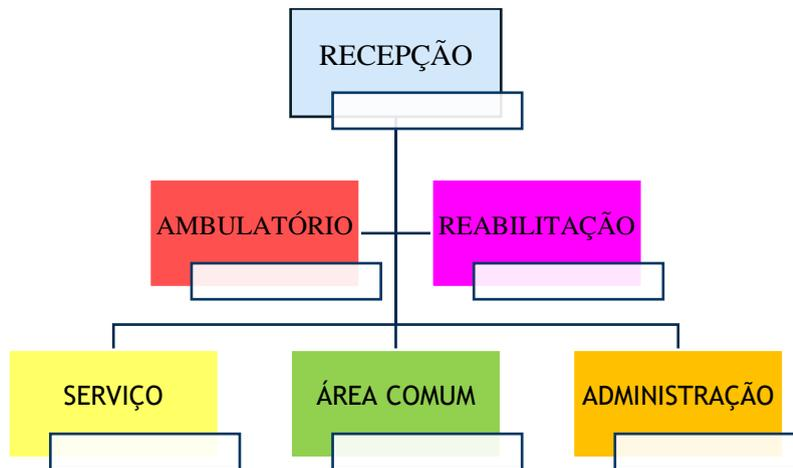 RECEPÇÃO
AMBULATÓRIO
REABILITAÇÃO
SERVIÇO
ÁREA COMUM
ADMINISTRAÇÃO